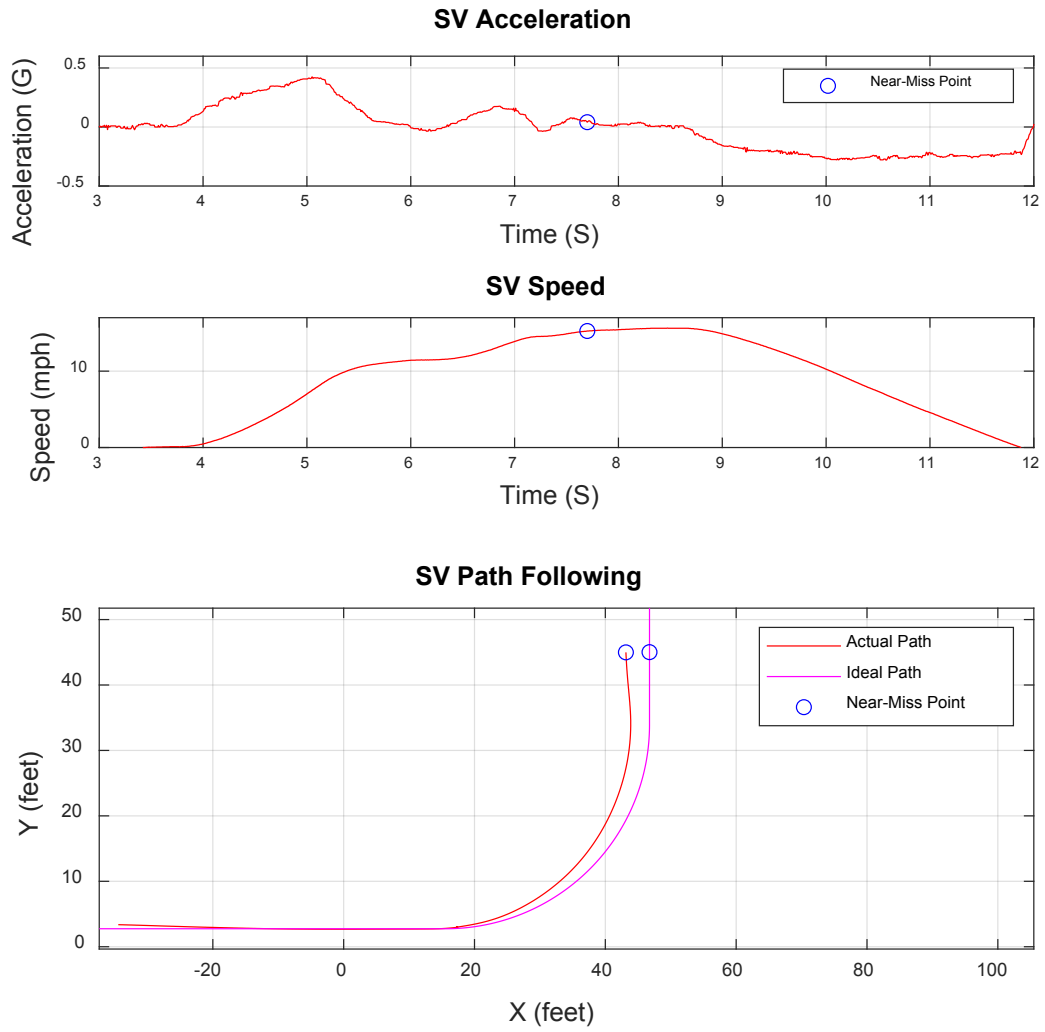 SV Acceleration
Acceleration (G)
0.5
0
-0.5
Near-Miss Point
3 4 5 6 7 8 9 10 11 12
Time (S)
SV Speed
Speed (mph)
10
0
3 4 5 6 7 8 9 10 11 12
Time (S)
SV Path Following
Y (feet)
50
40
30
20
10
0
Actual Path
Ideal Path
Near-Miss Point
-20 0 20 40 60 80 100
X (feet)